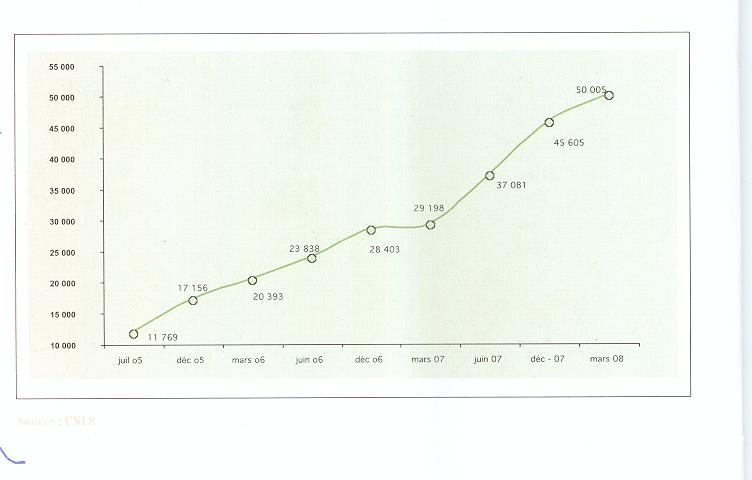 55 000
50 000
45 000
40 000
35 000
30 000
25 000
20 000
15 000
10 000
11 769
17 156
20 393
23 838
28 403
29 198
37 081
45 605
50 005
juil o5
déc o5
mars o6
juin o6
déc o6
mars 07
juin 07
déc - 07
mars 08
Source : CNLS